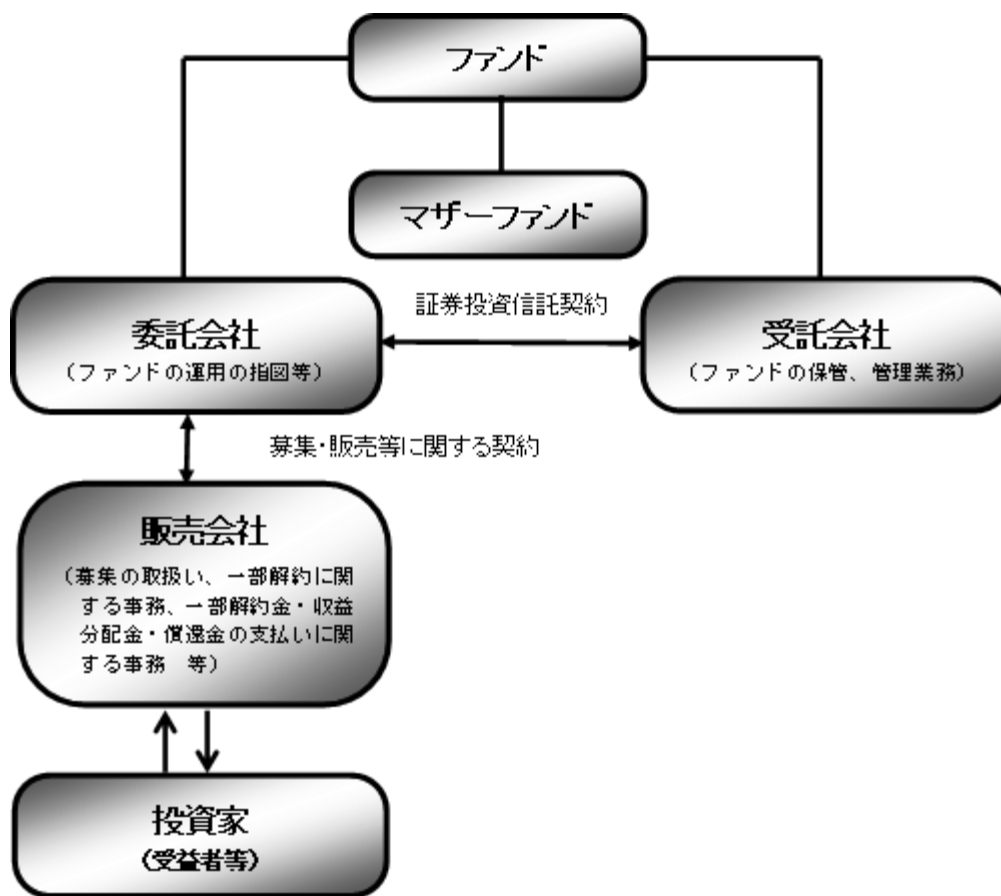 ファンド
マザーファンド
証券投資信託契約
委託会社
（ファンドの運用の指図等）
受託会社
（ファンドの保管、管理業務）
募集・販売等に関する契約
販売会社
（募集の取扱い、一部解約に関
する事務、一部解約金・収益
分配金・償還金の支払いに関
する事務　等）
投資家
（受益者等）